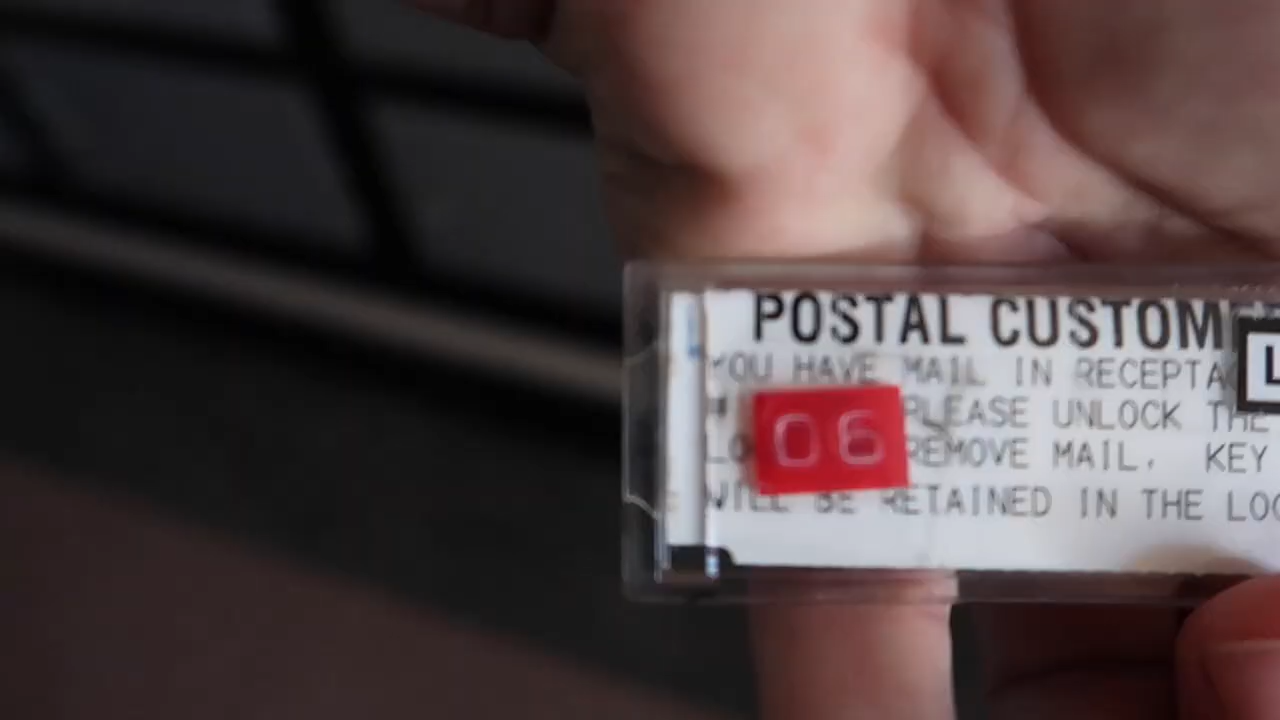 POSTAL CUSTOM
YOU HAVE MAIL IN RECEPTA
PLEASE UNLOCK THE
06
REMOVE MAIL. KEY
WILL BE RETAINED IN THE LOC
L